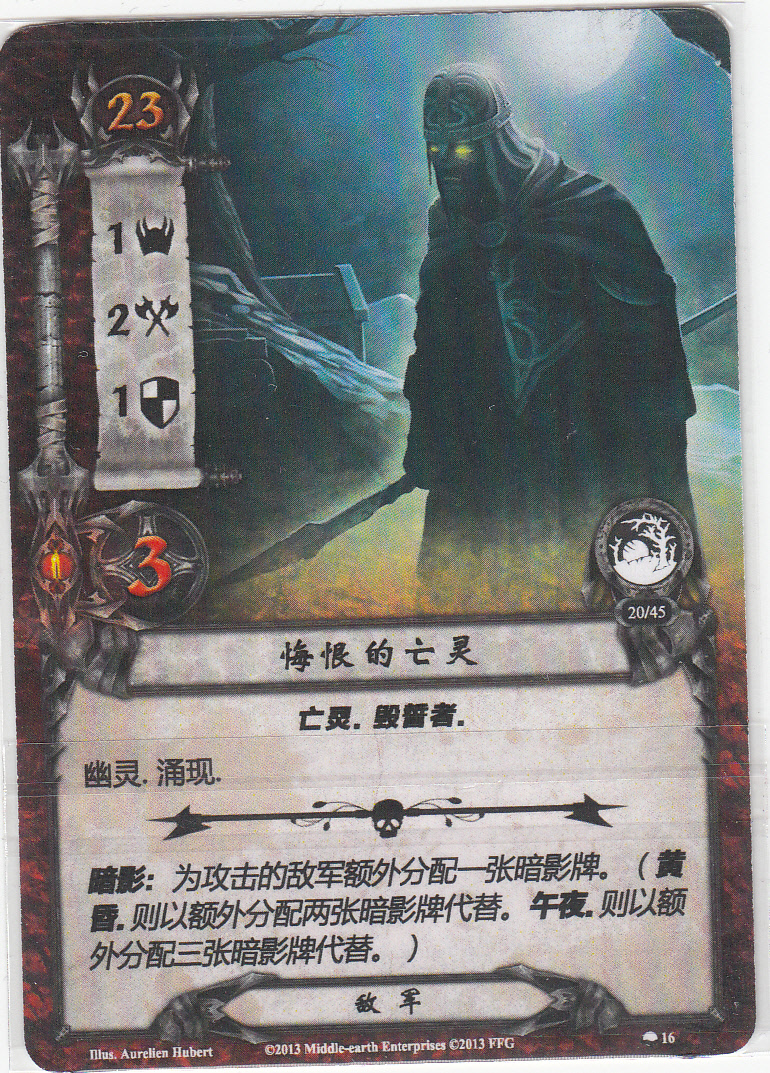 23
1
2
1
3
20/45
悔恨的亡灵
亡灵. 毁誓者.
幽灵. 涌现.
暗影：为攻击的敌军额外分配一张暗影牌。（黄
昏. 则以额外分配两张暗影牌代替。午夜. 则以额
外分配三张暗影牌代替。）
敌军
Illus. Aurelien Hubert
©2013 Middle-earth Enterprises ©2013 FFG
16